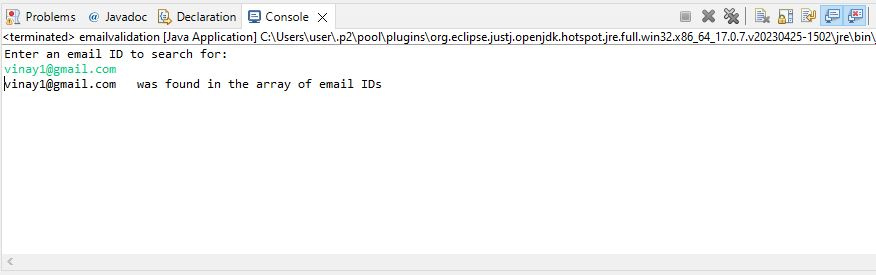 Problems @ Javadoc Declaration Console
<terminated> emailvalidation [Java Application] C:\Users\user\.p2\pool\plugins\org.eclipse.justj.openjdk.hotspot.jre.full.win32.x86_64_17.0.7.v20230425-1502\jre\bin\
Enter an email ID to search for:
vinay1@gmail.com
vinay1@gmail.com   was found in the array of email IDs